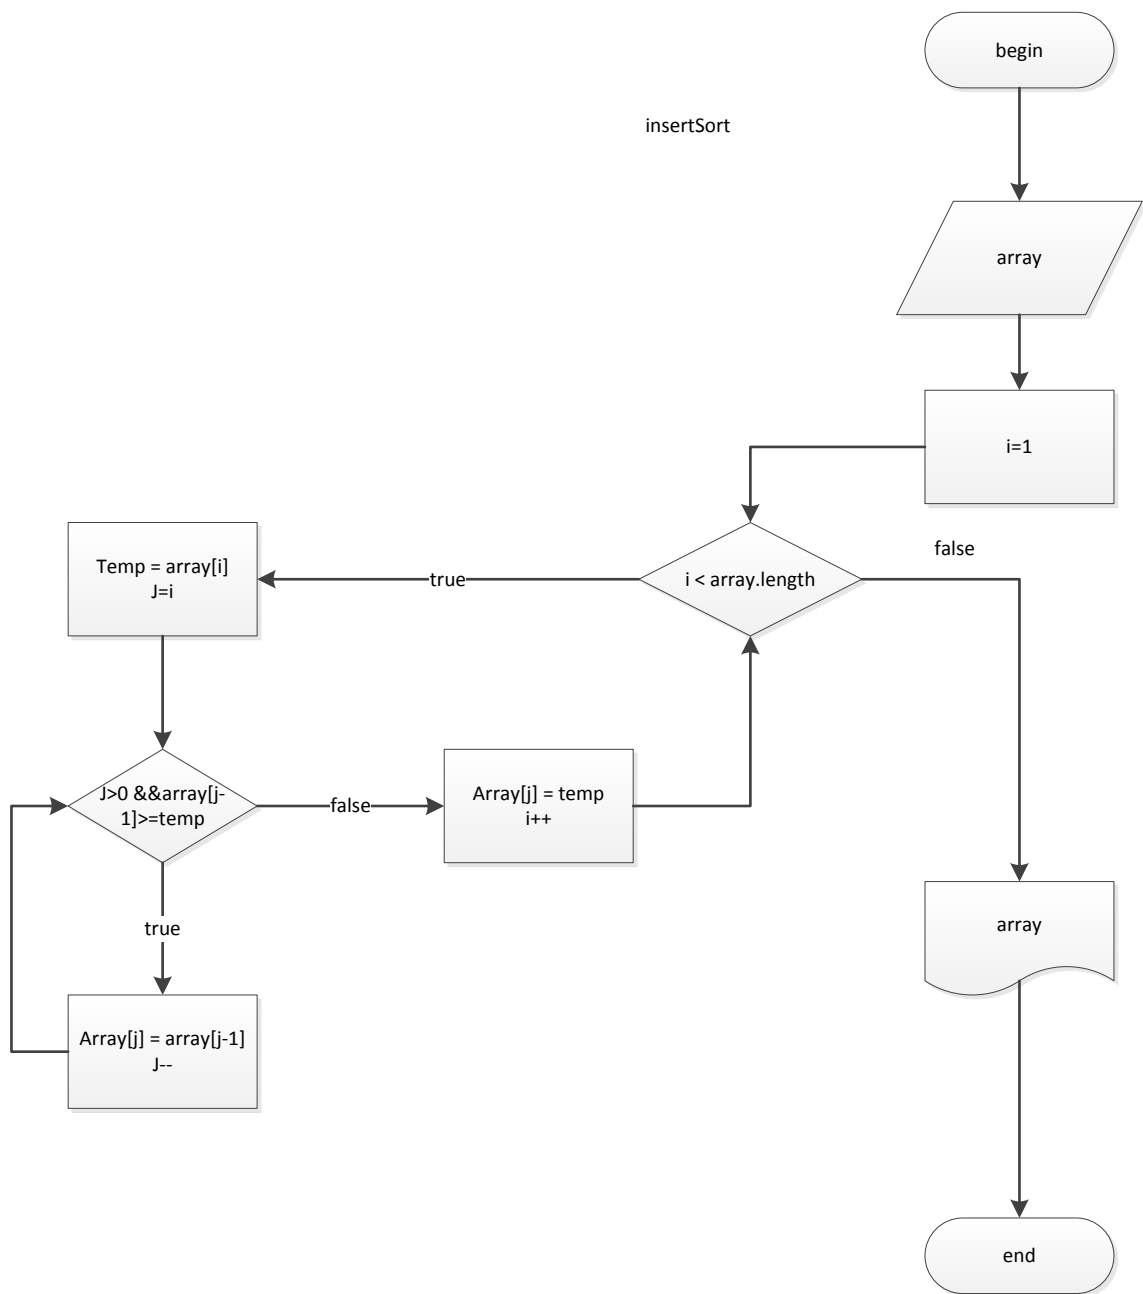 begin
insertSort
array
i=1
i < array.length
false
true
Temp = array[i]
J=i
J>0 &&array[j-
1]>=temp
false
Array[j] = temp
i++
true
Array[j] = array[j-1]
J--
array
end